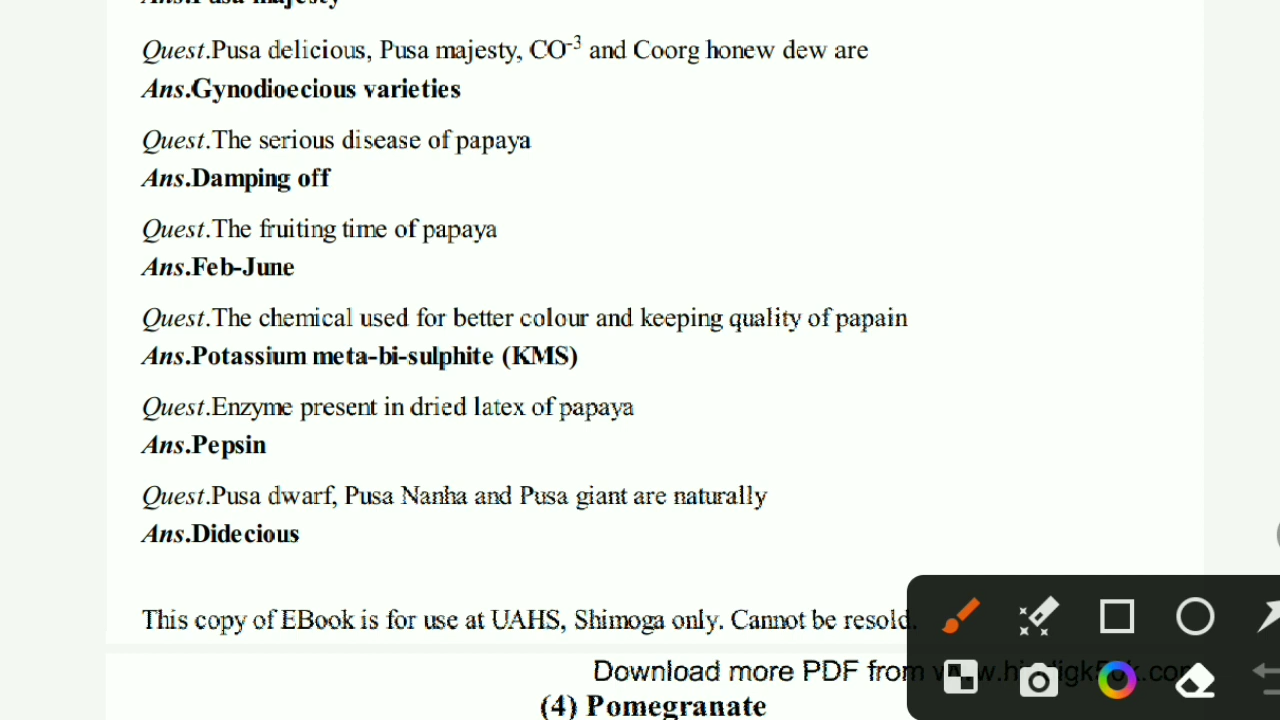 Ans.Pusa majesty
Quest.Pusa delicious, Pusa majesty, CO-3 and Coorg honew dew are
Ans.Gynodioecious varieties
Quest.The serious disease of papaya
Ans.Damping off
Quest.The fruiting time of papaya
Ans.Feb-June
Quest.The chemical used for better colour and keeping quality of papain
Ans.Potassium meta-bi-sulphite (KMS)
Quest.Enzyme present in dried latex of papaya
Ans.Pepsin
Quest.Pusa dwarf, Pusa Nanha and Pusa giant are naturally
Ans.Didecious
This copy of EBook is for use at UAHS, Shimoga only. Cannot be resold.
Download more PDF from
(4) Pomegranate